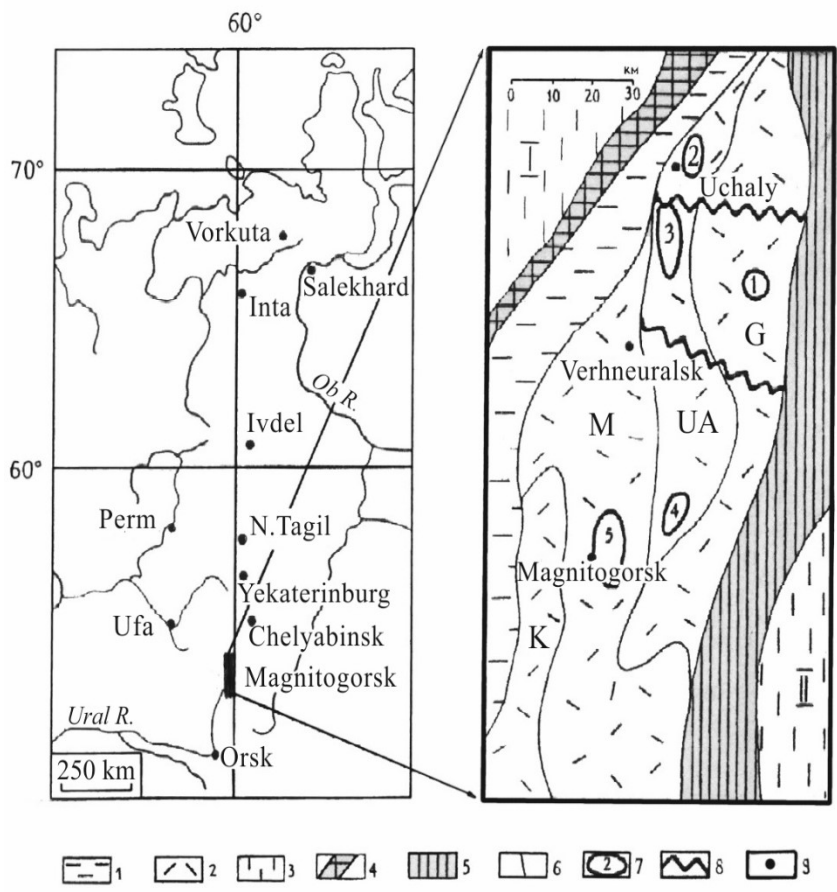 60°
70°
Vorkuta
Salekhard
Inta
Ob R.
Ivdel
60°
Perm
N.Tagil
Yekaterinburg
Ufa
Chelyabinsk
Magnitogorsk
Ural R.
Orsk
250 km
км
0 10 20 30
I
2
Uchaly
3
1
G
Verhneuralsk
M
UA
4
5
Magnitogorsk
K
II
1 2 3 4 5 6 2 7 8 9